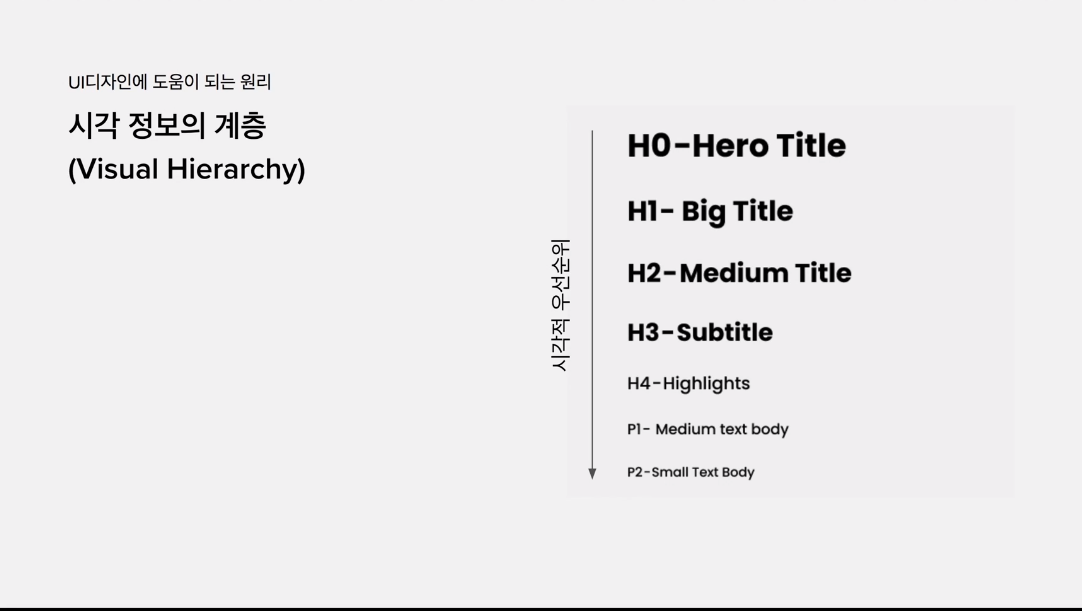 UI디자인에 도움이 되는 원리
시각 정보의 계층
(Visual Hierarchy)
시각적 우선순위
H0-Hero Title
H1- Big Title
H2-Medium Title
H3-Subtitle
H4-Highlights
P1- Medium text body
P2-Small Text Body